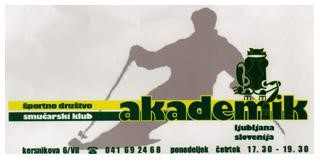 športno društvo
smučarski klub
akademik
ljubljana
slovenija
kersnikova 6/VII ☎ 041 69 24 68 ponedeljek četrtek 17.30 - 19.30